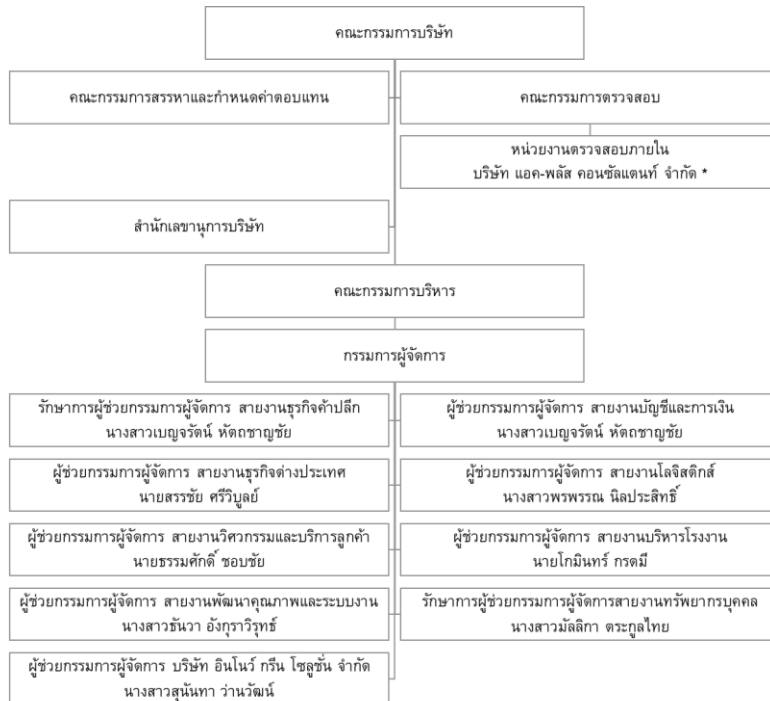 คณะกรรมการบริษัท
คณะกรรมการสรรหาและกำหนดค่าตอบแทน
คณะกรรมการตรวจสอบ
หน่วยงานตรวจสอบภายใน
บริษัท แอค-พลัส คอนซัลแตนท์ จำกัด *
สำนักเลขานุการบริษัท
คณะกรรมการบริหาร
กรรมการผู้จัดการ
รักษาการผู้ช่วยกรรมการผู้จัดการ สายงานธุรกิจค้าปลีก
นางสาวเบญจรัตน์ หัตถชาญชัย
ผู้ช่วยกรรมการผู้จัดการ สายงานบัญชีและการเงิน
นางสาวเบญจรัตน์ หัตถชาญชัย
ผู้ช่วยกรรมการผู้จัดการ สายงานธุรกิจต่างประเทศ
นายสรรชัย ศรีวิบูลย์
ผู้ช่วยกรรมการผู้จัดการ สายงานโลจิสติกส์
นางสาวพรพรรณ นิลประสิทธิ์
ผู้ช่วยกรรมการผู้จัดการ สายงานวิศวกรรมและบริการลูกค้า
นายธรรมศักดิ์ ชอบชัย
ผู้ช่วยกรรมการผู้จัดการ สายงานบริหารโรงงาน
นายโกมินทร์ กรตมี
ผู้ช่วยกรรมการผู้จัดการ สายงานพัฒนาคุณภาพและระบบงาน
นางสาวธันวา อังกุราวิรุทธ์
รักษาการผู้ช่วยกรรมการผู้จัดการสายงานทรัพยากรบุคคล
นางสาวมัลลิกา ตระกูลไทย
ผู้ช่วยกรรมการผู้จัดการ บริษัท อินโนว์ กรีน โซลูชั่น จำกัด
นางสาวสุนันทา ว่านวัฒน์